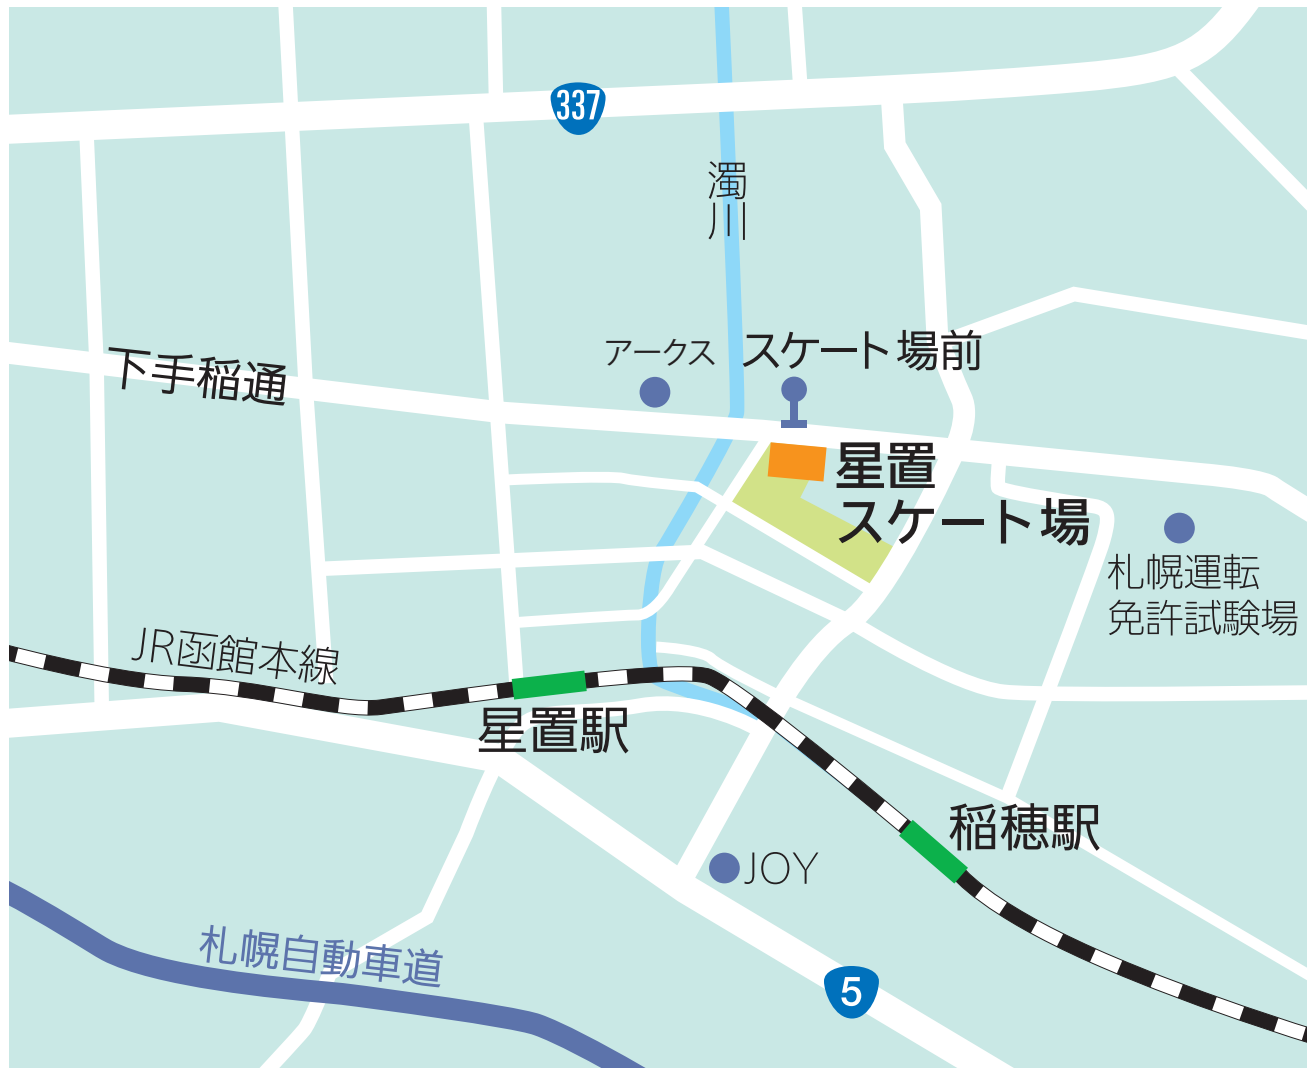 337
濁川
アークス
スケート場前
下手稲通
星置
スケート場
札幌運転
免許試験場
JR函館本線
星置駅
稲穂駅
JOY
札幌自動車道
5